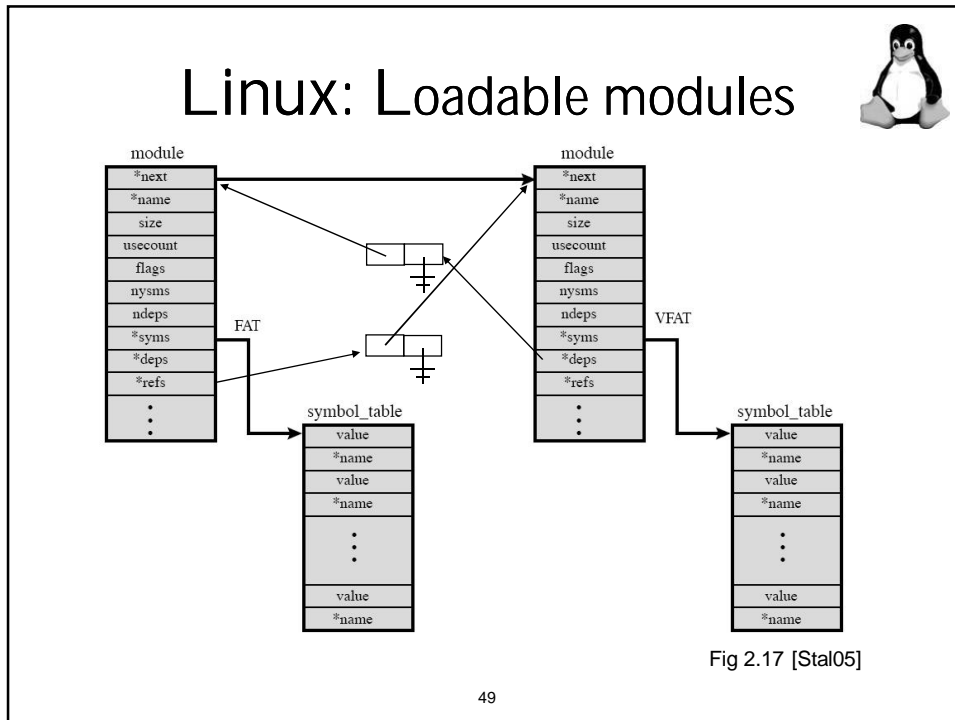 Linux: Loadable modules
module
*next
*name
size
usecount
flags
nysms
ndeps
*syms
*deps
*refs
FAT
symbol_table
value
*name
value
*name
value
*name
module
*next
*name
size
usecount
flags
nysms
ndeps
*syms
*deps
*refs
VFAT
symbol_table
value
*name
value
*name
value
*name
Fig 2.17 [Stal05]
49